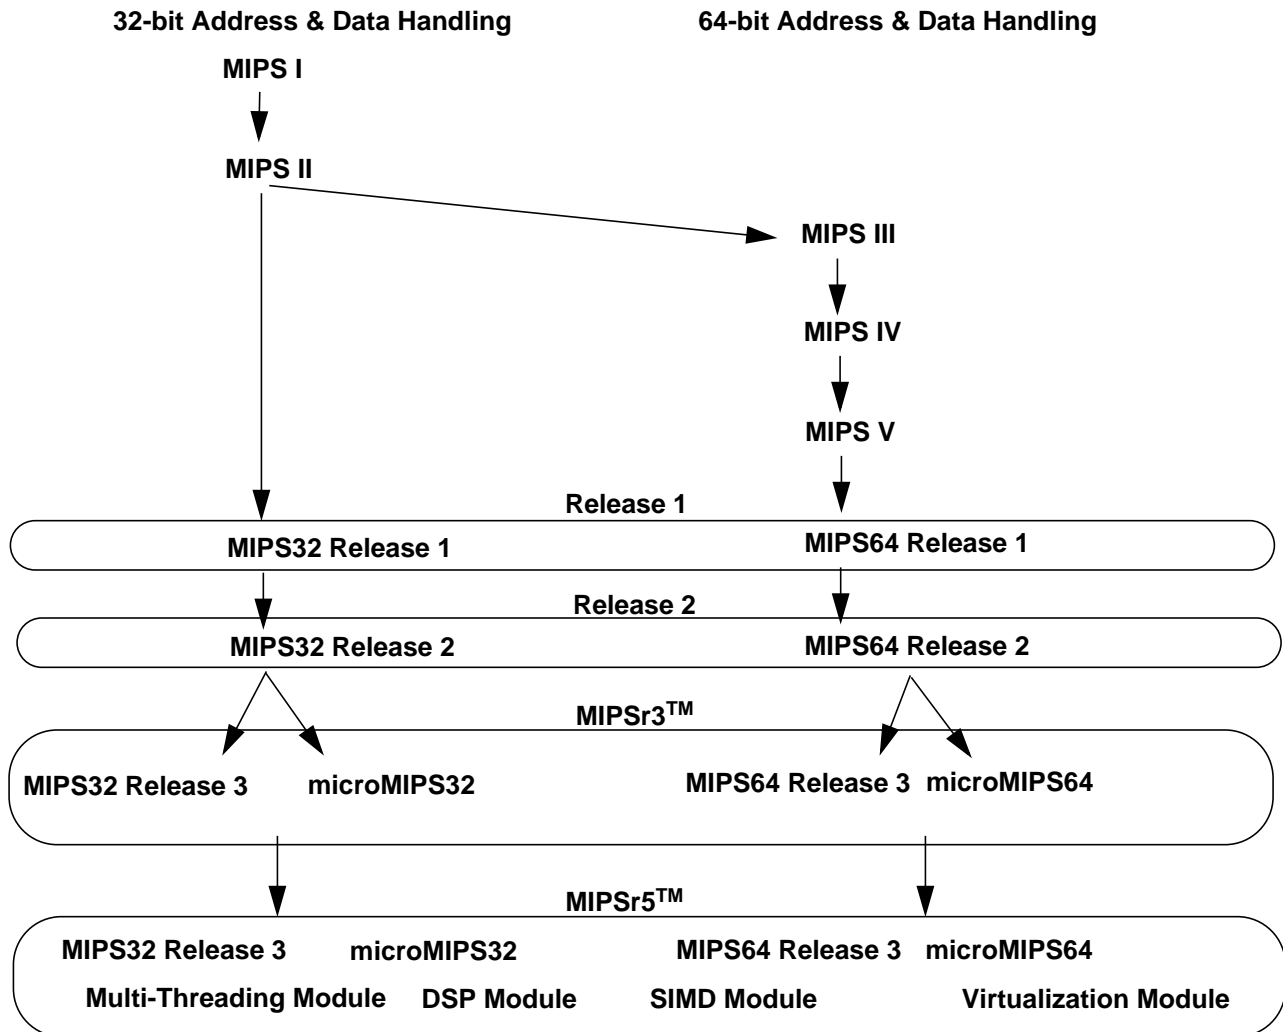 32-bit Address & Data Handling
64-bit Address & Data Handling
MIPS I
MIPS II
MIPS III
MIPS IV
MIPS V
Release 1
MIPS32 Release 1
MIPS64 Release 1
Release 2
MIPS32 Release 2
MIPS64 Release 2
MIPSr3™
MIPS32 Release 3
microMIPS32
MIPS64 Release 3
microMIPS64
MIPSr5™
MIPS32 Release 3
microMIPS32
MIPS64 Release 3
microMIPS64
Multi-Threading Module
DSP Module
SIMD Module
Virtualization Module